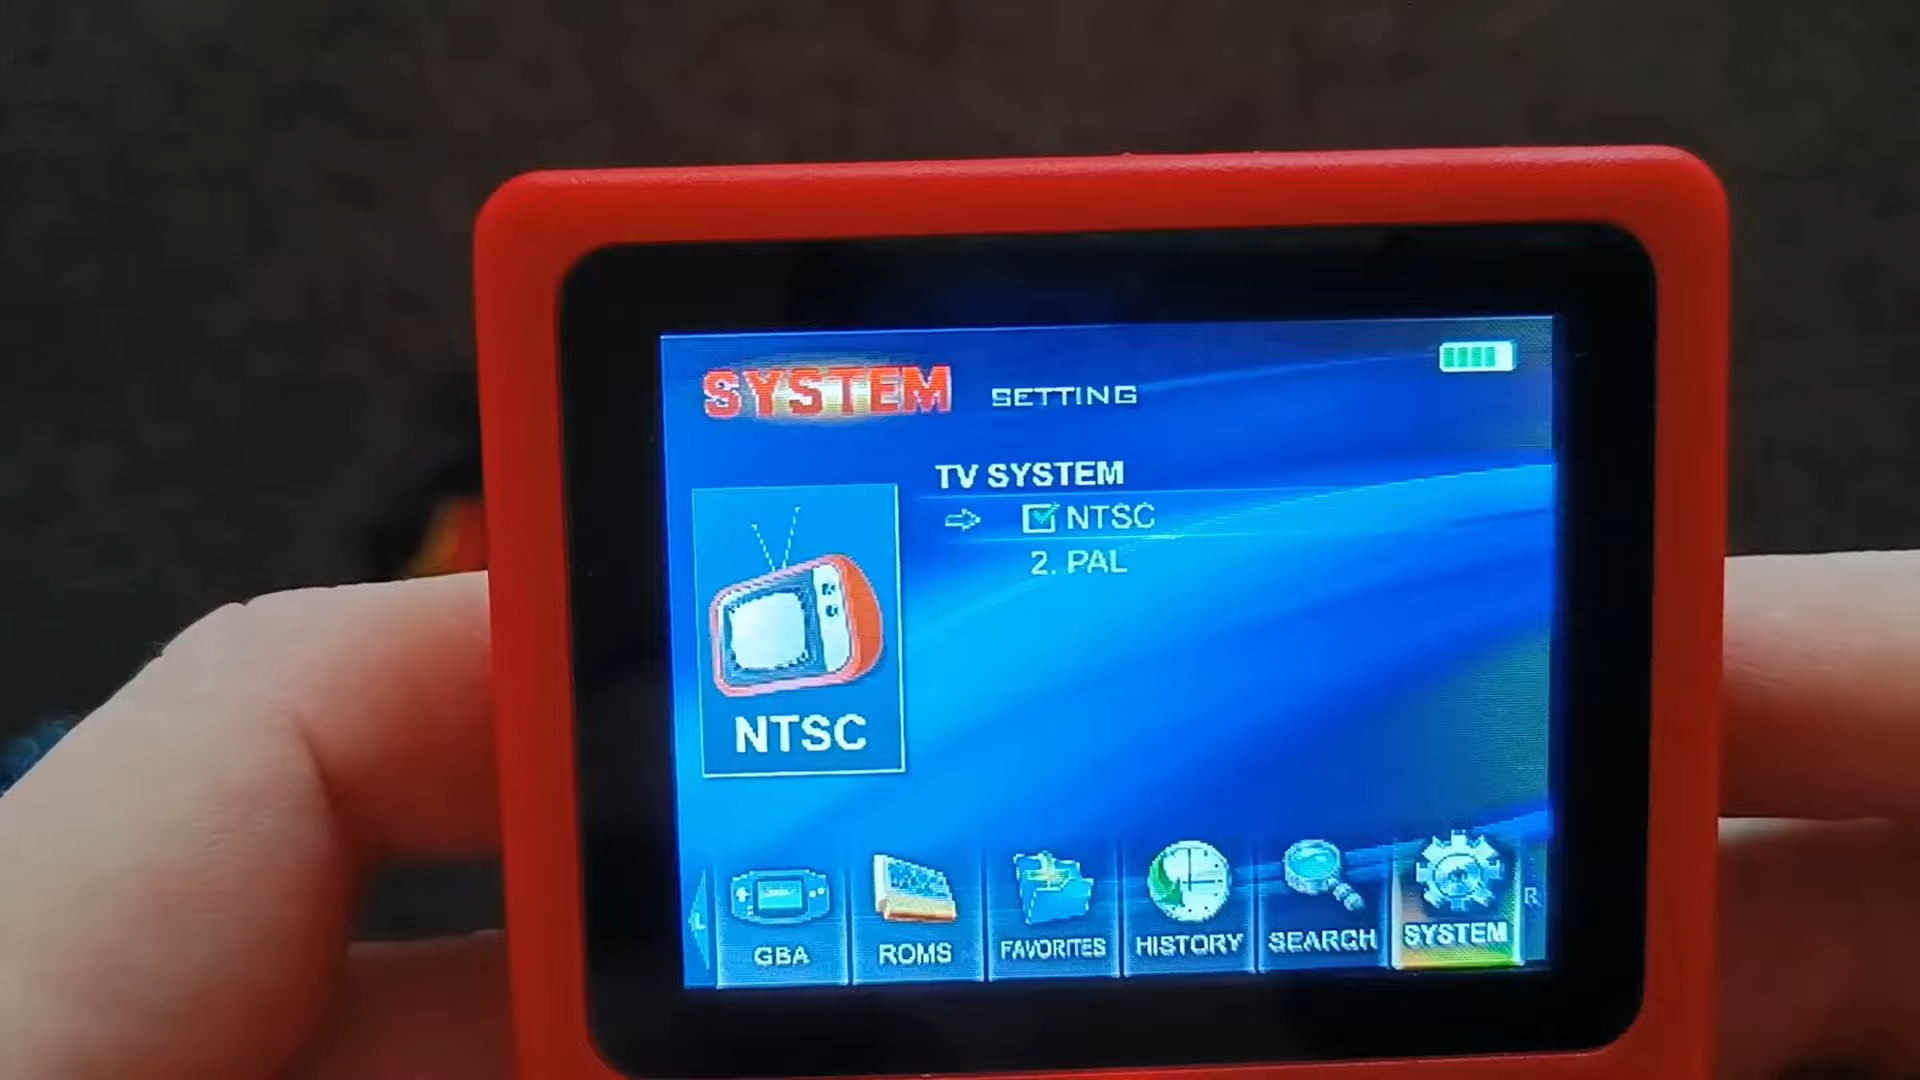 SYSTEM SETTING
TV SYSTEM
NTSC
2. PAL
NTSC
L
GBA
ROMS
FAVORITES
HISTORY
SEARCH
SYSTEM
R